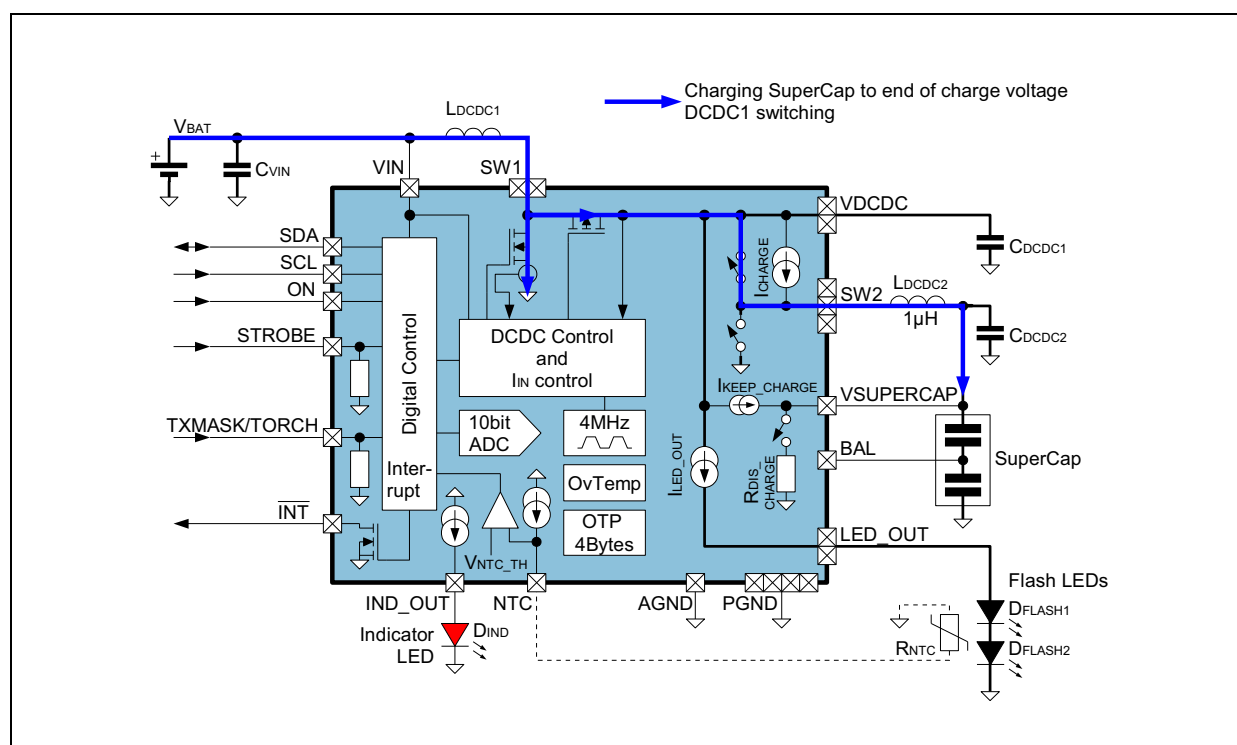 Charging SuperCap to end of charge voltage
DCDC1 switching
LDCDC1
VBAT
+
CVIN
VIN
SW1
VDCDC
CDCDC1
SDA
SCL
ON
STROBE
TXMASK/TORCH
INT
Digital Control
Inter-
rupt
DCDC Control
and
IIN control
10bit
ADC
4MHz
OvTemp
OTP
4Bytes
VNTC_TH
ICHARGE
SW2
LDCDC2
1µH
CDCDC2
IKEEP_CHARGE
VSUPERCAP
ILED_OUT
RDIS_
CHARGE
BAL
SuperCap
LED_OUT
Flash LEDs
DFLASH1
DFLASH2
RNTC
IND_OUT
NTC
AGND
PGND
Indicator
LED
DIND